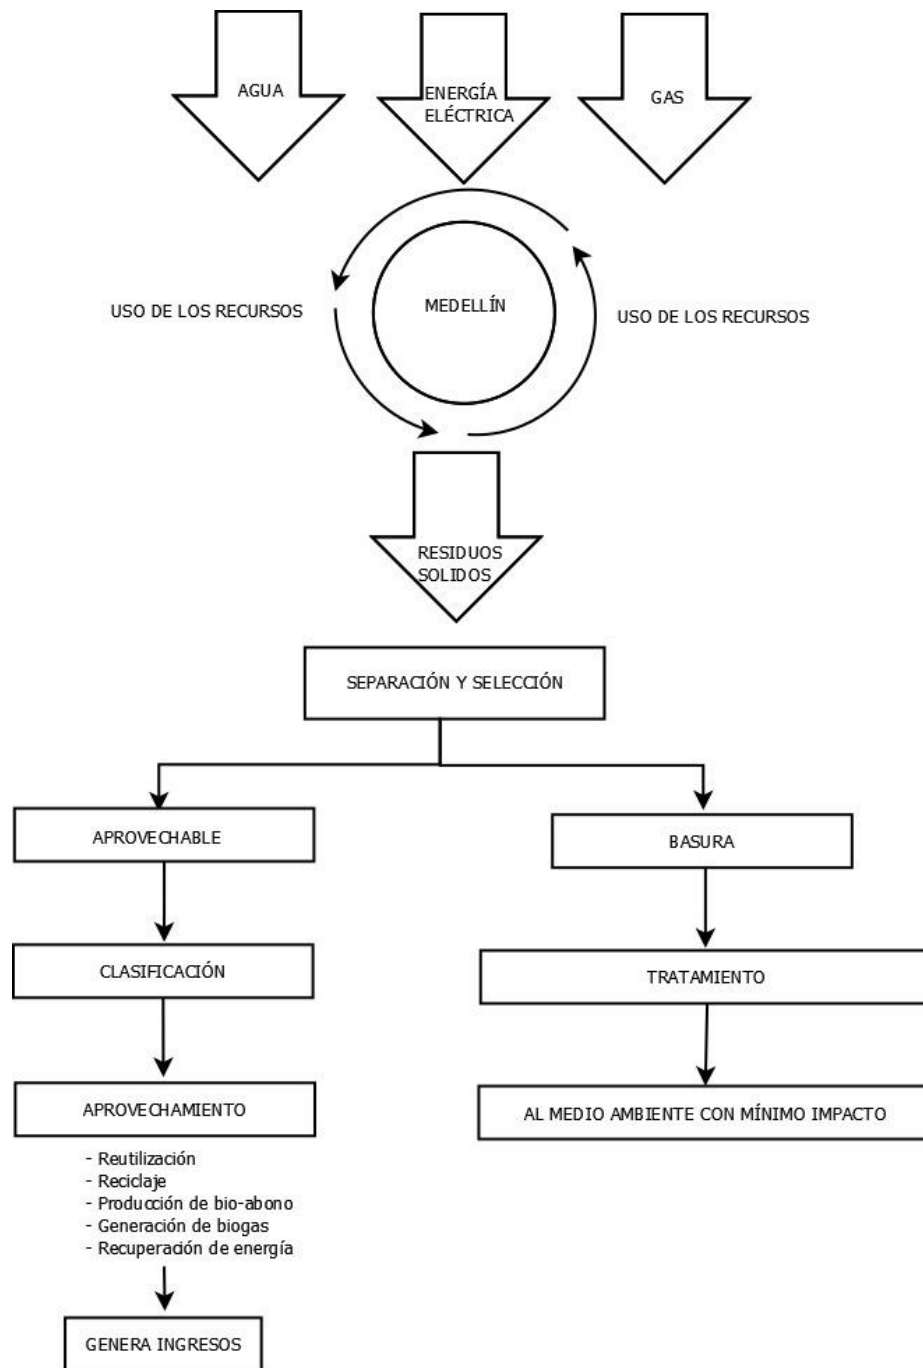 AGUA
ENERGÍA
ELÉCTRICA
GAS
MEDELLÍN
USO DE LOS RECURSOS
USO DE LOS RECURSOS
RESIDUOS
SOLIDOS
SEPARACIÓN Y SELECCIÓN
APROVECHABLE
BASURA
CLASIFICACIÓN
TRATAMIENTO
APROVECHAMIENTO
AL MEDIO AMBIENTE CON MÍNIMO IMPACTO
- Reutilización
- Reciclaje
- Producción de bio-abono
- Generación de biogas
- Recuperación de energía
GENERA INGRESOS